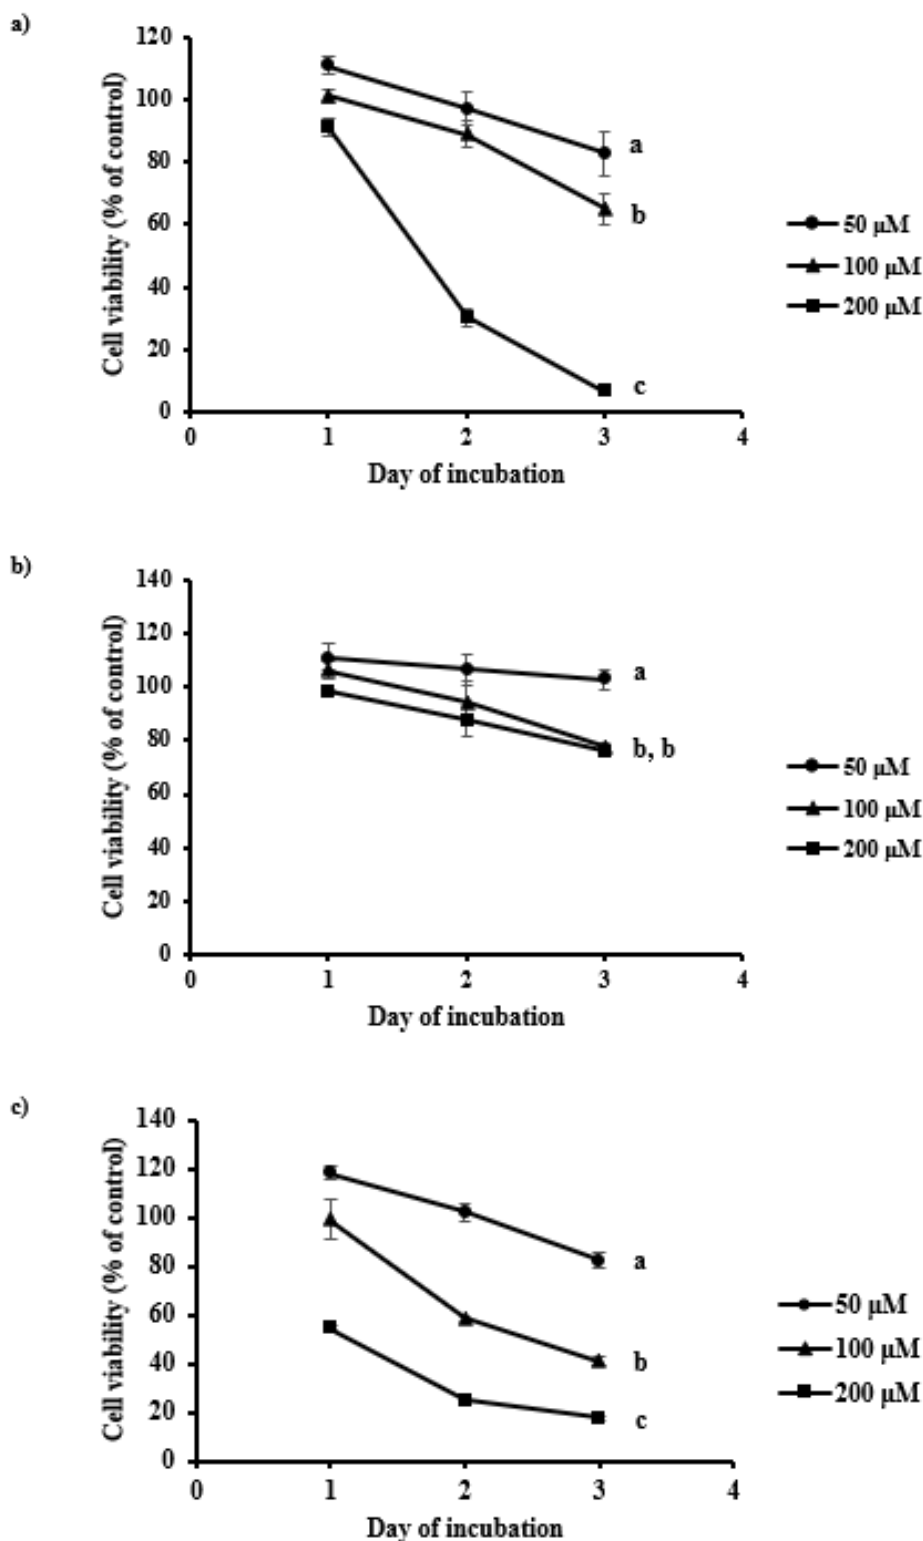 a)
Cell viability (% of control)
120
100
80
60
40
20
0
a
b
c
0 1 2 3 4
Day of incubation
50 μM
100 μM
200 μM
b)
Cell viability (% of control)
140
120
100
80
60
40
20
0
a
b, b
0 1 2 3 4
Day of incubation
50 μM
100 μM
200 μM
c)
Cell viability (% of control)
140
120
100
80
60
40
20
0
a
b
c
0 1 2 3 4
Day of incubation
50 μM
100 μM
200 μM